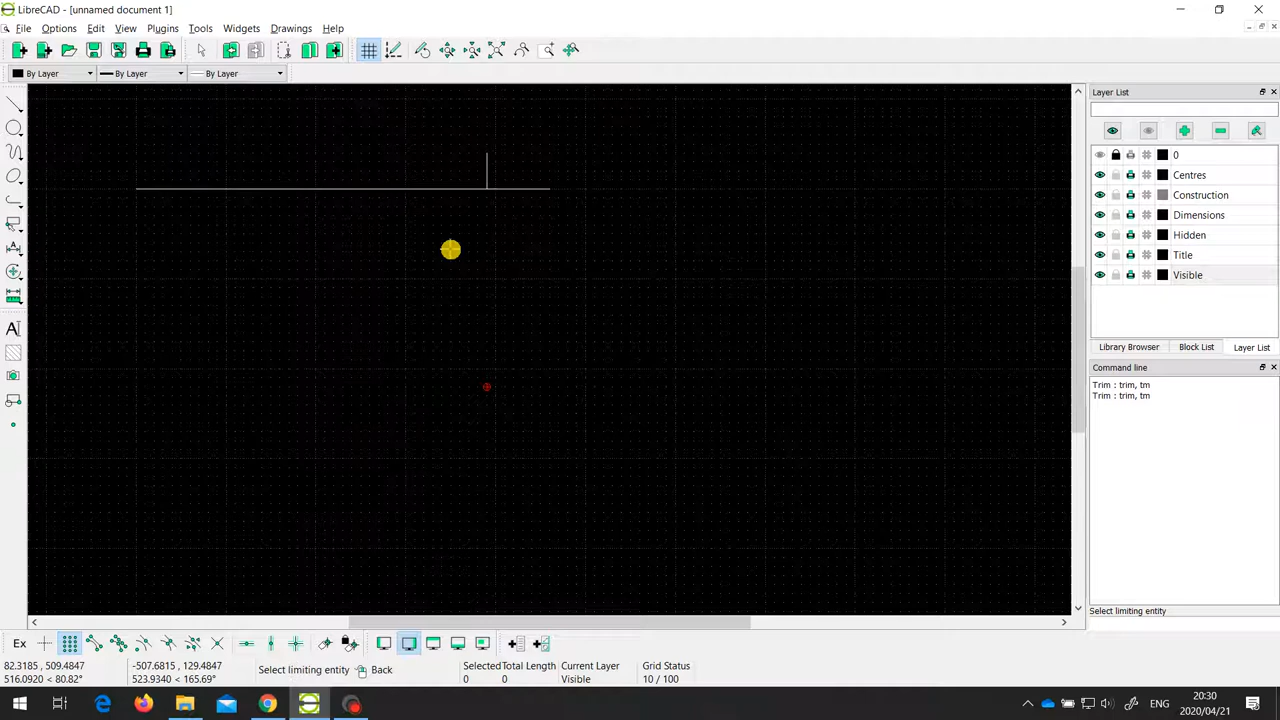 LibreCAD - [unnamed document 1]
File Options Edit View Plugins Tools Widgets Drawings Help
By Layer By Layer By Layer
Layer List
0
Centres
Construction
Dimensions
Hidden
Title
Visible
Library Browser Block List Layer List
Command line
Trim : trim, tm
Trim : trim, tm
Select limiting entity
Ex
82.3185 , 509.4847 -507.6815 , 129.4847 Select limiting entity Back Selected Total Length Current Layer Grid Status
516.0920 < 80.82° 523.9340 < 165.69° 0 0 Visible 10 / 100
ENG 20:30
2020/04/21